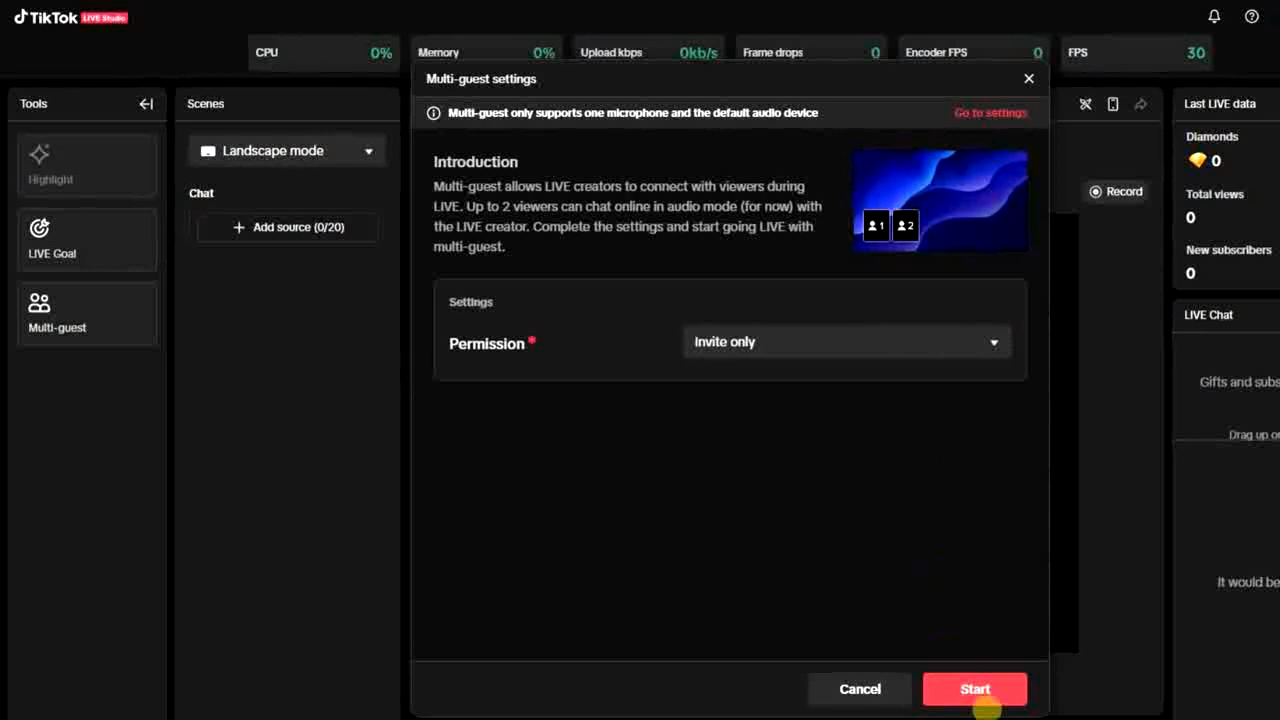 TikTok LIVE Studio
CPU 0%
Memory 0%
Upload kbps 0kb/s
Frame drops 0
Encoder FPS 0
FPS 30
Tools
Highlight
LIVE Goal
Multi-guest
Scenes
Landscape mode
Chat
+ Add source (0/20)
Multi-guest settings
Multi-guest only supports one microphone and the default audio device
Go to settings
Introduction
Multi-guest allows LIVE creators to connect with viewers during
LIVE. Up to 2 viewers can chat online in audio mode (for now) with
the LIVE creator. Complete the settings and start going LIVE with
multi-guest.
1 2
Settings
Permission *
Invite only
Cancel
Start
Record
Last LIVE data
Diamonds
0
Total views
0
New subscribers
0
LIVE Chat
Gifts and subs
Drag up o
It would be